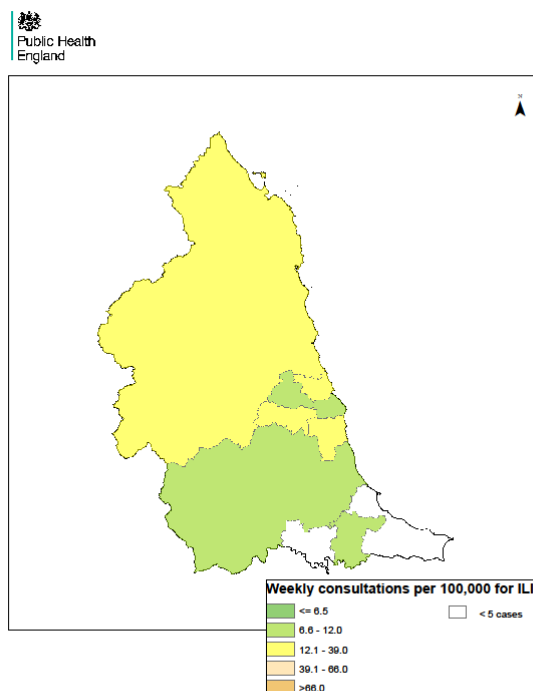 Public Health
England
N
Weekly consultations per 100,000 for ILI
<= 6.5
< 5 cases
6.6 - 12.0
12.1 - 39.0
39.1 - 66.0
>66.0